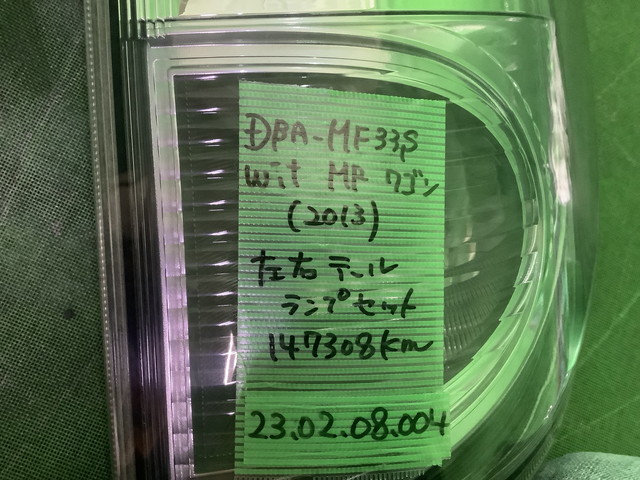 DBA-MF33S
wit MP ワゴン
(2013)
左右テール
ランプセット
147308km
23.02.08.004